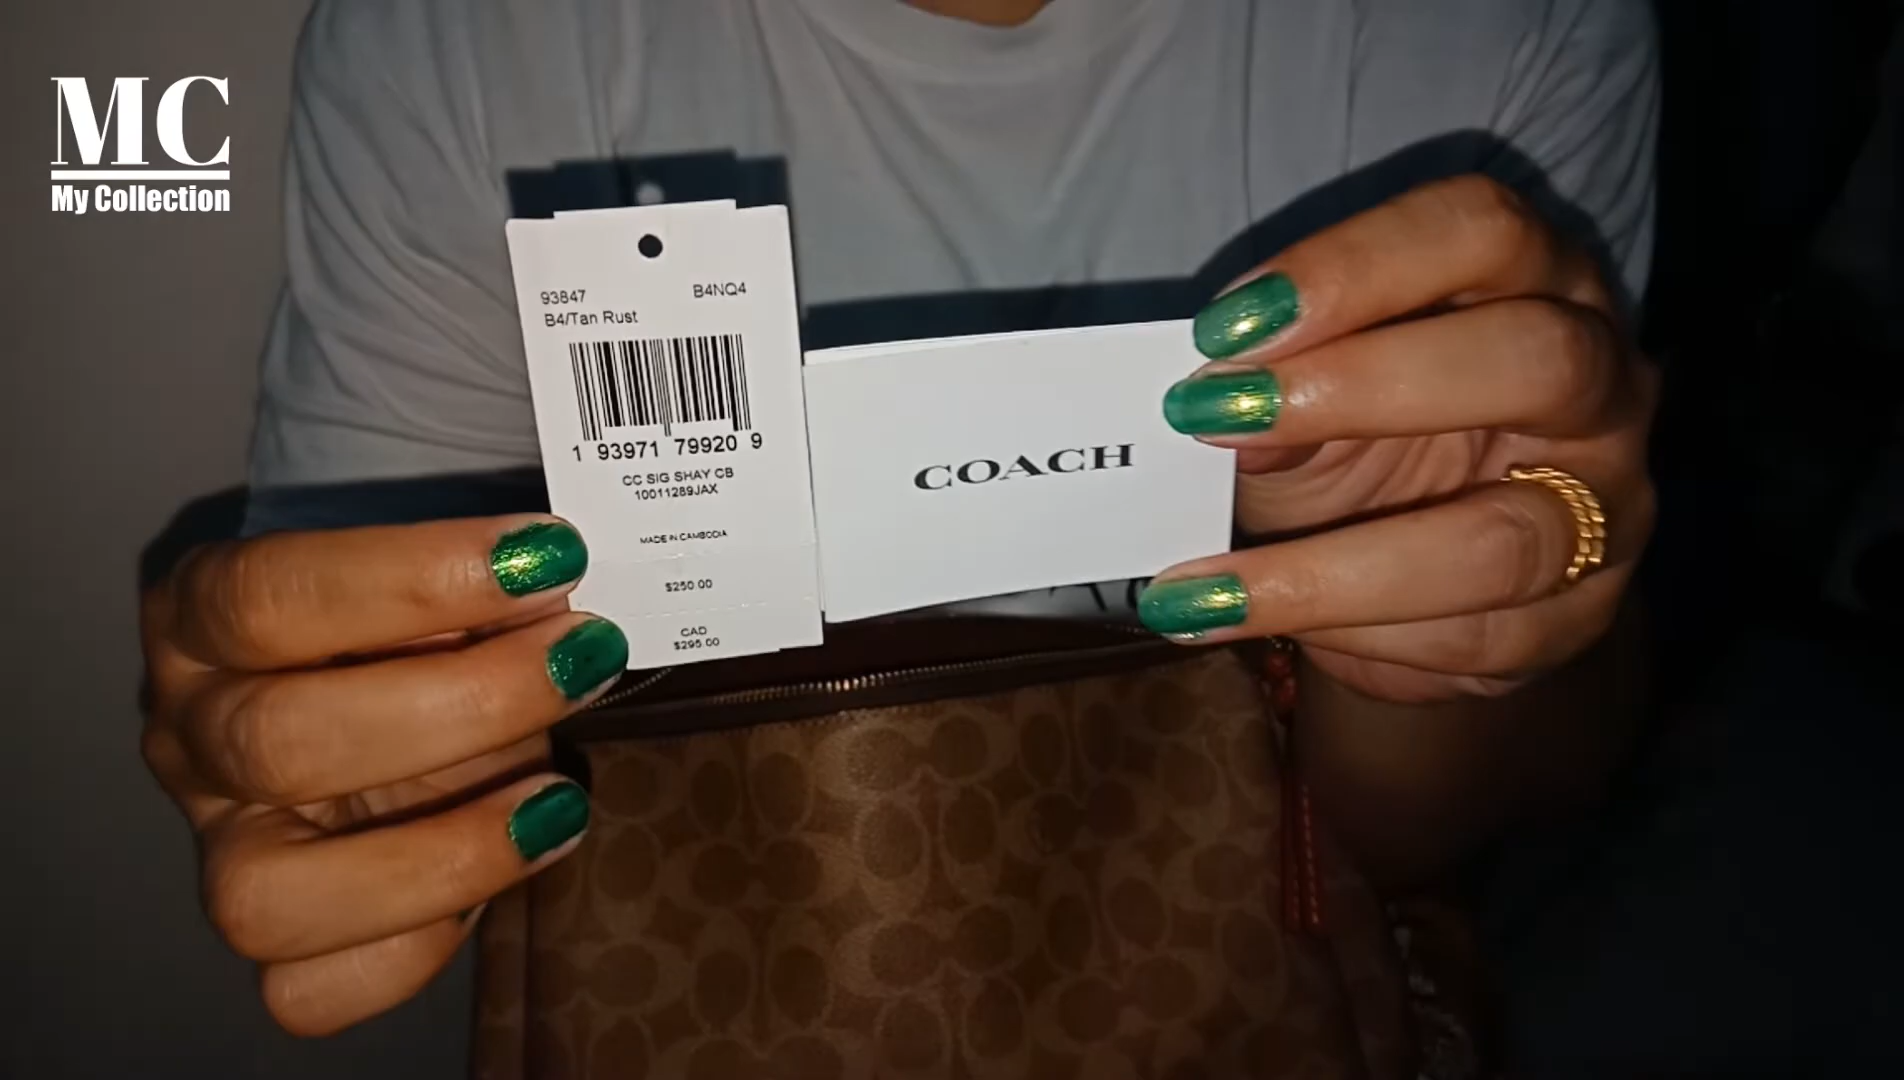 MC
My Collection
93847 B4NQ4
B4/Tan Rust
1 93971 79920 9
CC SIG SHAY CB
10011289JAX
MADE IN CAMBODIA
$250.00
CAD
$295.00
COACH